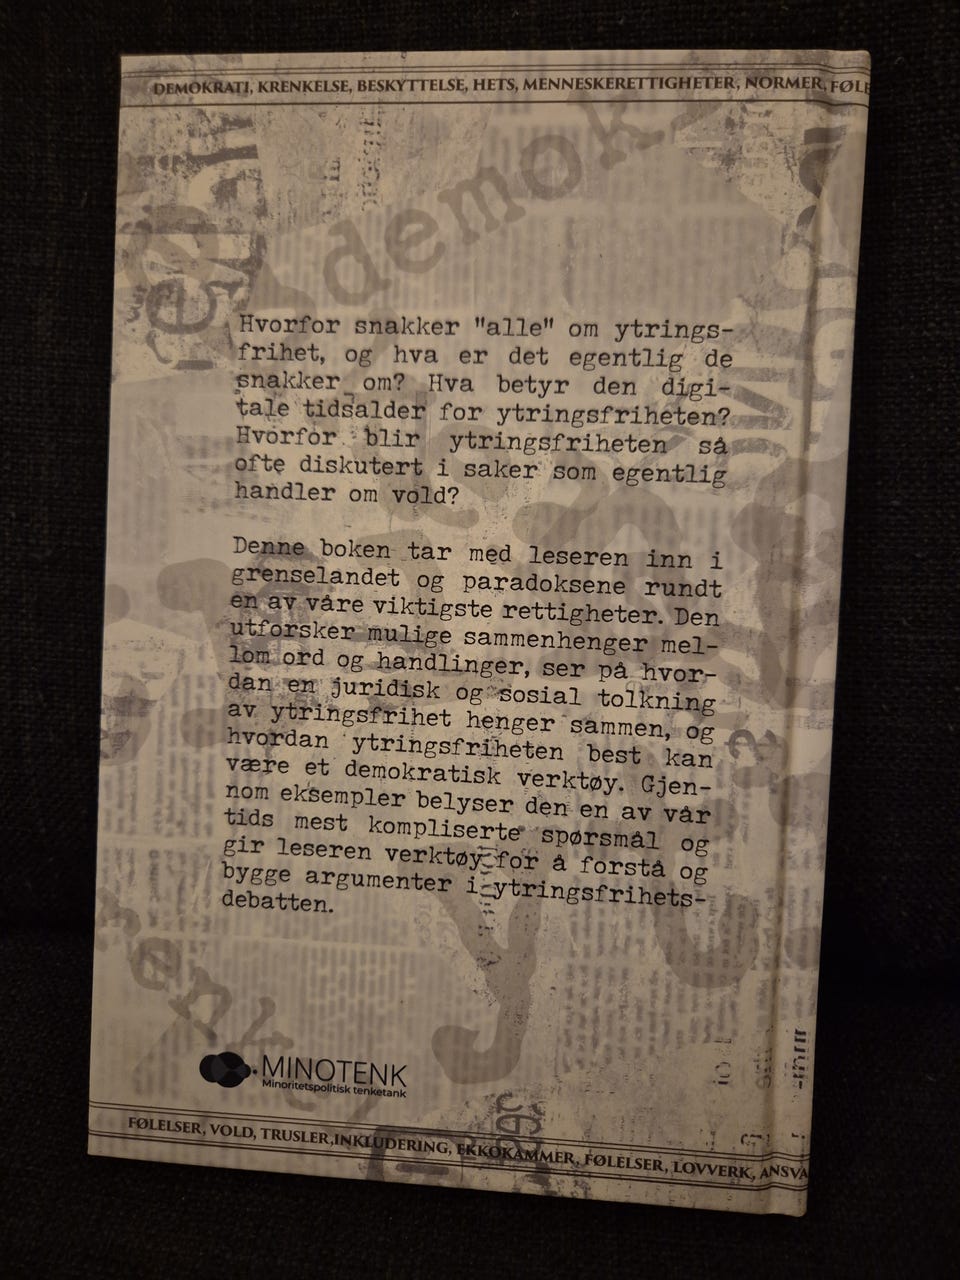 DEMOKRATI, KRENKELSE, BESKYTTELSE, HETS, MENNESKERETTIGHETER, NORMER, FØLE
demok-
Hvorfor snakker "alle" om ytrings-
frihet, og hva er det egentlig de
snakker om? Hva betyr den digi-
tale tidsalder for ytringsfriheten?
Hvorfor blir ytringsfriheten så
ofte diskutert i saker som egentlig
handler om vold?
Denne boken tar med leseren inn i
grenselandet og paradoksene rundt
en av våre viktigste rettigheter. Den
utforsker mulige sammenhenger mel-
lom ord og handlinger, ser på hvor-
dan en juridisk og sosial tolkning
av ytringsfrihet henger sammen, og
hvordan ytringsfriheten best kan
være et demokratisk verktøy. Gjen-
nom eksempler belyser den en av vår
tids mest kompliserte spørsmål og
gir leseren verktøy for å forstå og
bygge argumenter i ytringsfrihets-
debatten.
MINOTENK
Minoritetspolitisk tenketank
FØLELSER, VOLD, TRUSLER,INKLUDERING, EKKOKAMMER, FØLELSER, LOVVERK, ANSVA